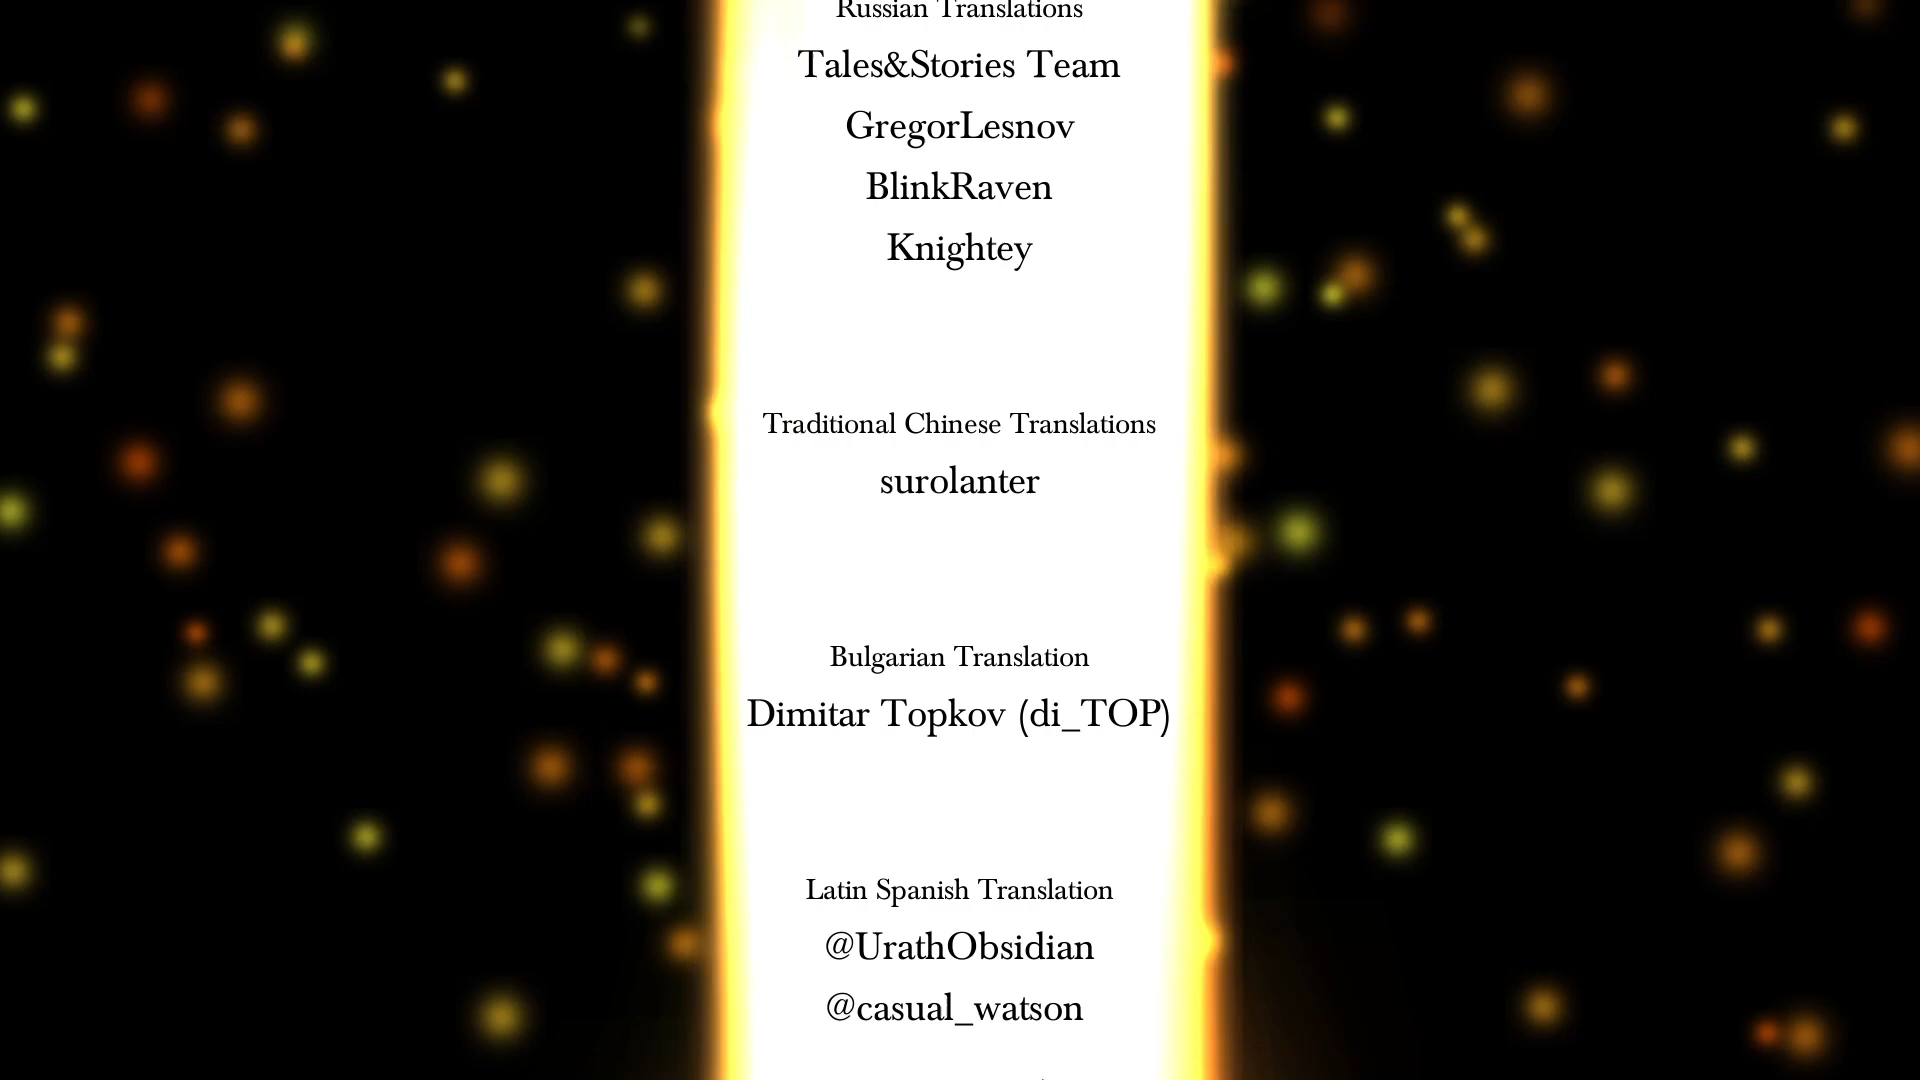 Russian Translations
Tales&Stories Team
GregorLesnov
BlinkRaven
Knightey
Traditional Chinese Translations
surolanter
Bulgarian Translation
Dimitar Topkov (di_TOP)
Latin Spanish Translation
@UrathObsidian
@casual_watson